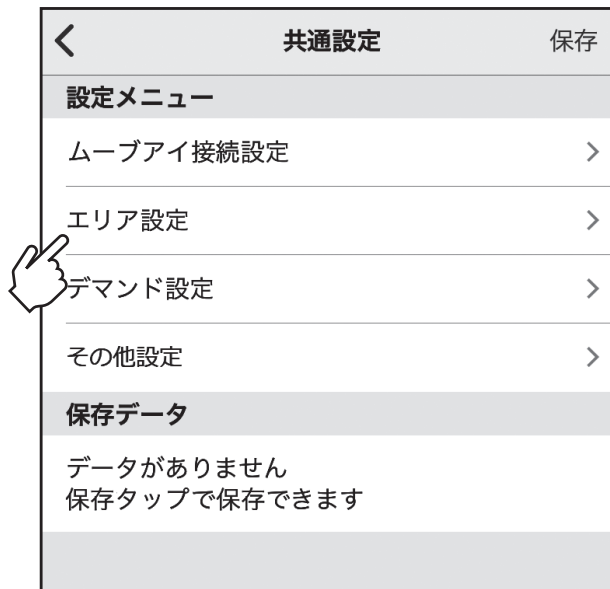 共通設定
保存
設定メニュー
ムーブアイ接続設定
エリア設定
デマンド設定
その他設定
保存データ
データがありません
保存タップで保存できます